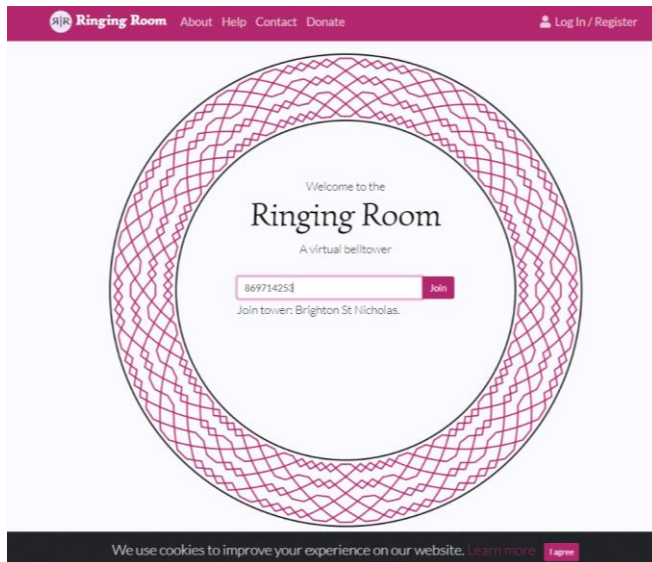 RR Ringing Room About Help Contact Donate Log In / Register
Welcome to the
Ringing Room
A virtual belltower
869714253 Join
Join tower: Brighton St Nicholas.
We use cookies to improve your experience on our website. Learn more I agree